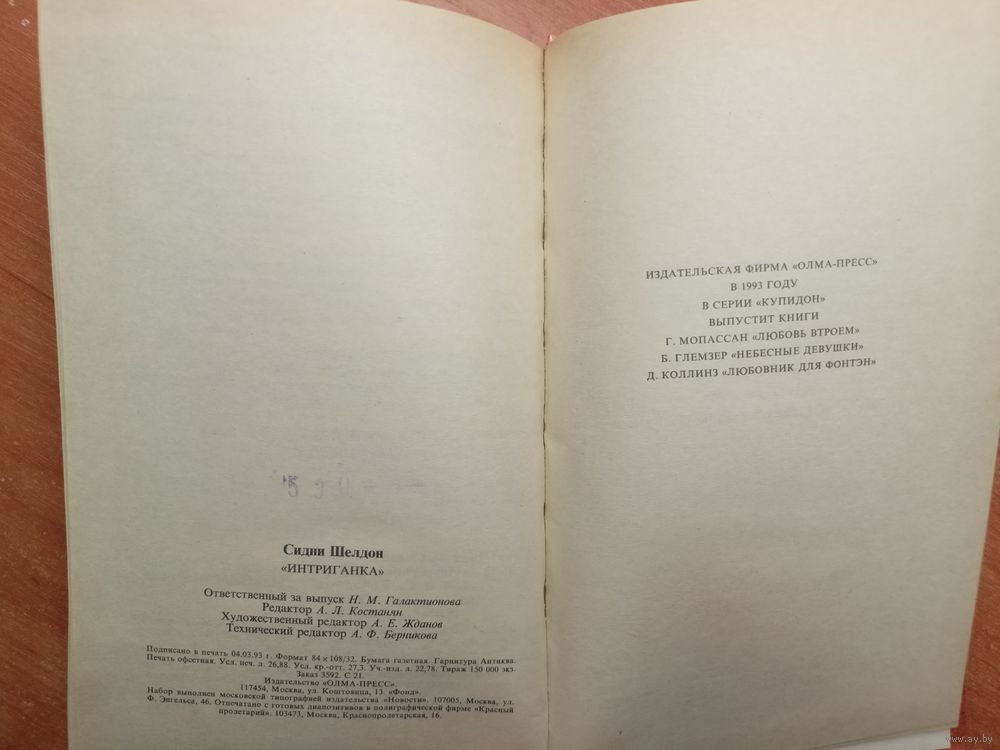 Сидни Шелдон
«ИНТРИГАНКА»
Ответственный за выпуск Н. М. Галактионова
Редактор А. Л. Костанян
Художественный редактор А. Е. Жданов
Технический редактор А. Ф. Берникова
Подписано в печать 04.03.93 г. Формат 84 × 108/32. Бумага газетная. Гарнитура Антиква.
Печать офсетная. Усл. печ. л. 26,88. Усл. кр.-отт. 27,3. Уч.-изд. л. 22,78. Тираж 150 000 экз.
Заказ 3592. С 21.
Издательство «ОЛМА-ПРЕСС».
117454, Москва, ул. Коштовица, 13. «Фонд».
Набор выполнен московской типографией издательства «Новости». 107005, Москва, ул.
Ф. Энгельса, 46. Отпечатано с готовых диапозитивов в полиграфической фирме «Красный
пролетарий». 103473, Москва, Краснопролетарская, 16.
ИЗДАТЕЛЬСКАЯ ФИРМА «ОЛМА-ПРЕСС»
В 1993 ГОДУ
В СЕРИИ «КУПИДОН»
ВЫПУСТИТ КНИГИ
Г. МОПАССАН «ЛЮБОВЬ ВТРОЕМ»
Б. ГЛЕМЗЕР «НЕБЕСНЫЕ ДЕВУШКИ»
Д. КОЛЛИНЗ «ЛЮБОВНИК ДЛЯ ФОНТЭН»
www.ay.by